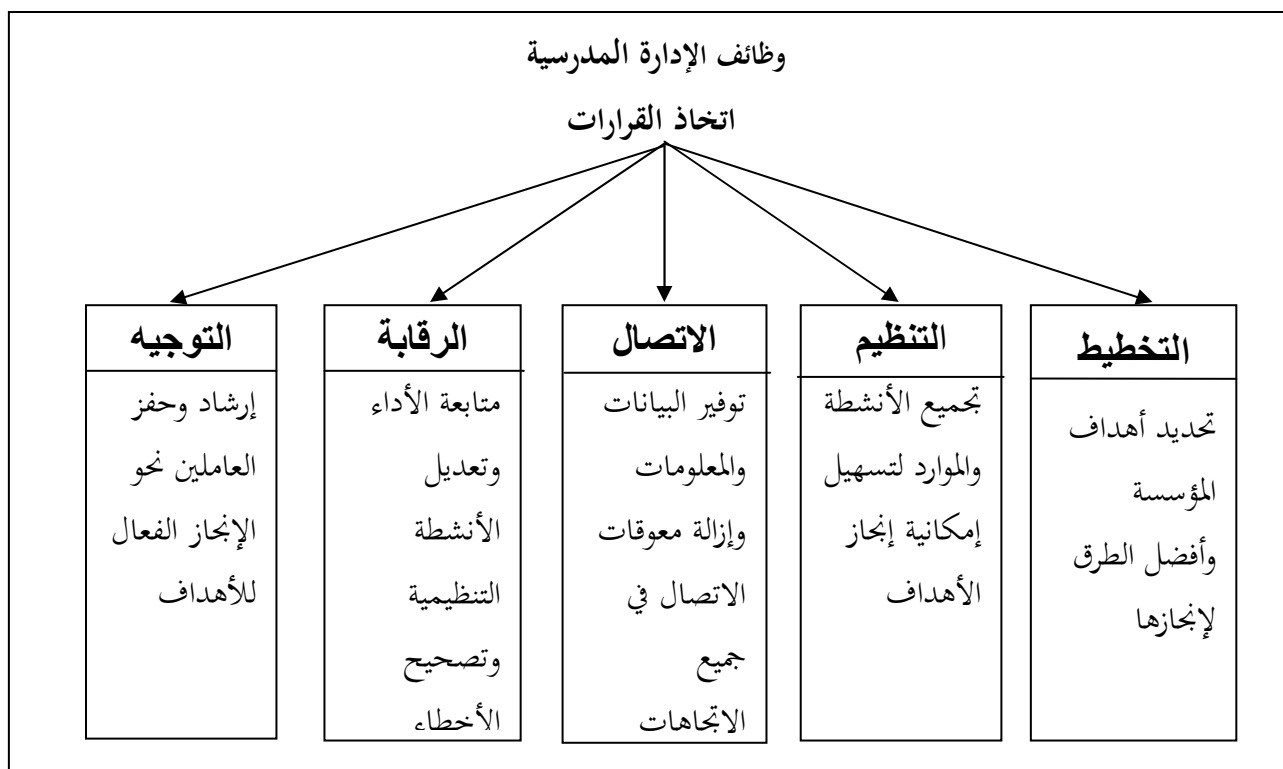 وظائف الإدارة المدرسية
اتخاذ القرارات
التخطيط
تحديد أهداف
المؤسسة
وأفضل الطرق
لإنجازها
التنظيم
تجميع الأنشطة
والموارد لتسهيل
إمكانية إنجاز
الأهداف
الاتصال
توفير البيانات
والمعلومات
وإزالة معوقات
الاتصال في
جميع
الاتجاهات
الرقابة
متابعة الأداء
وتعديل
الأنشطة
التنظيمية
وتصحيح
الأخطاء
التوجيه
إرشاد وحفز
العاملين نحو
الإنجاز الفعال
للأهداف